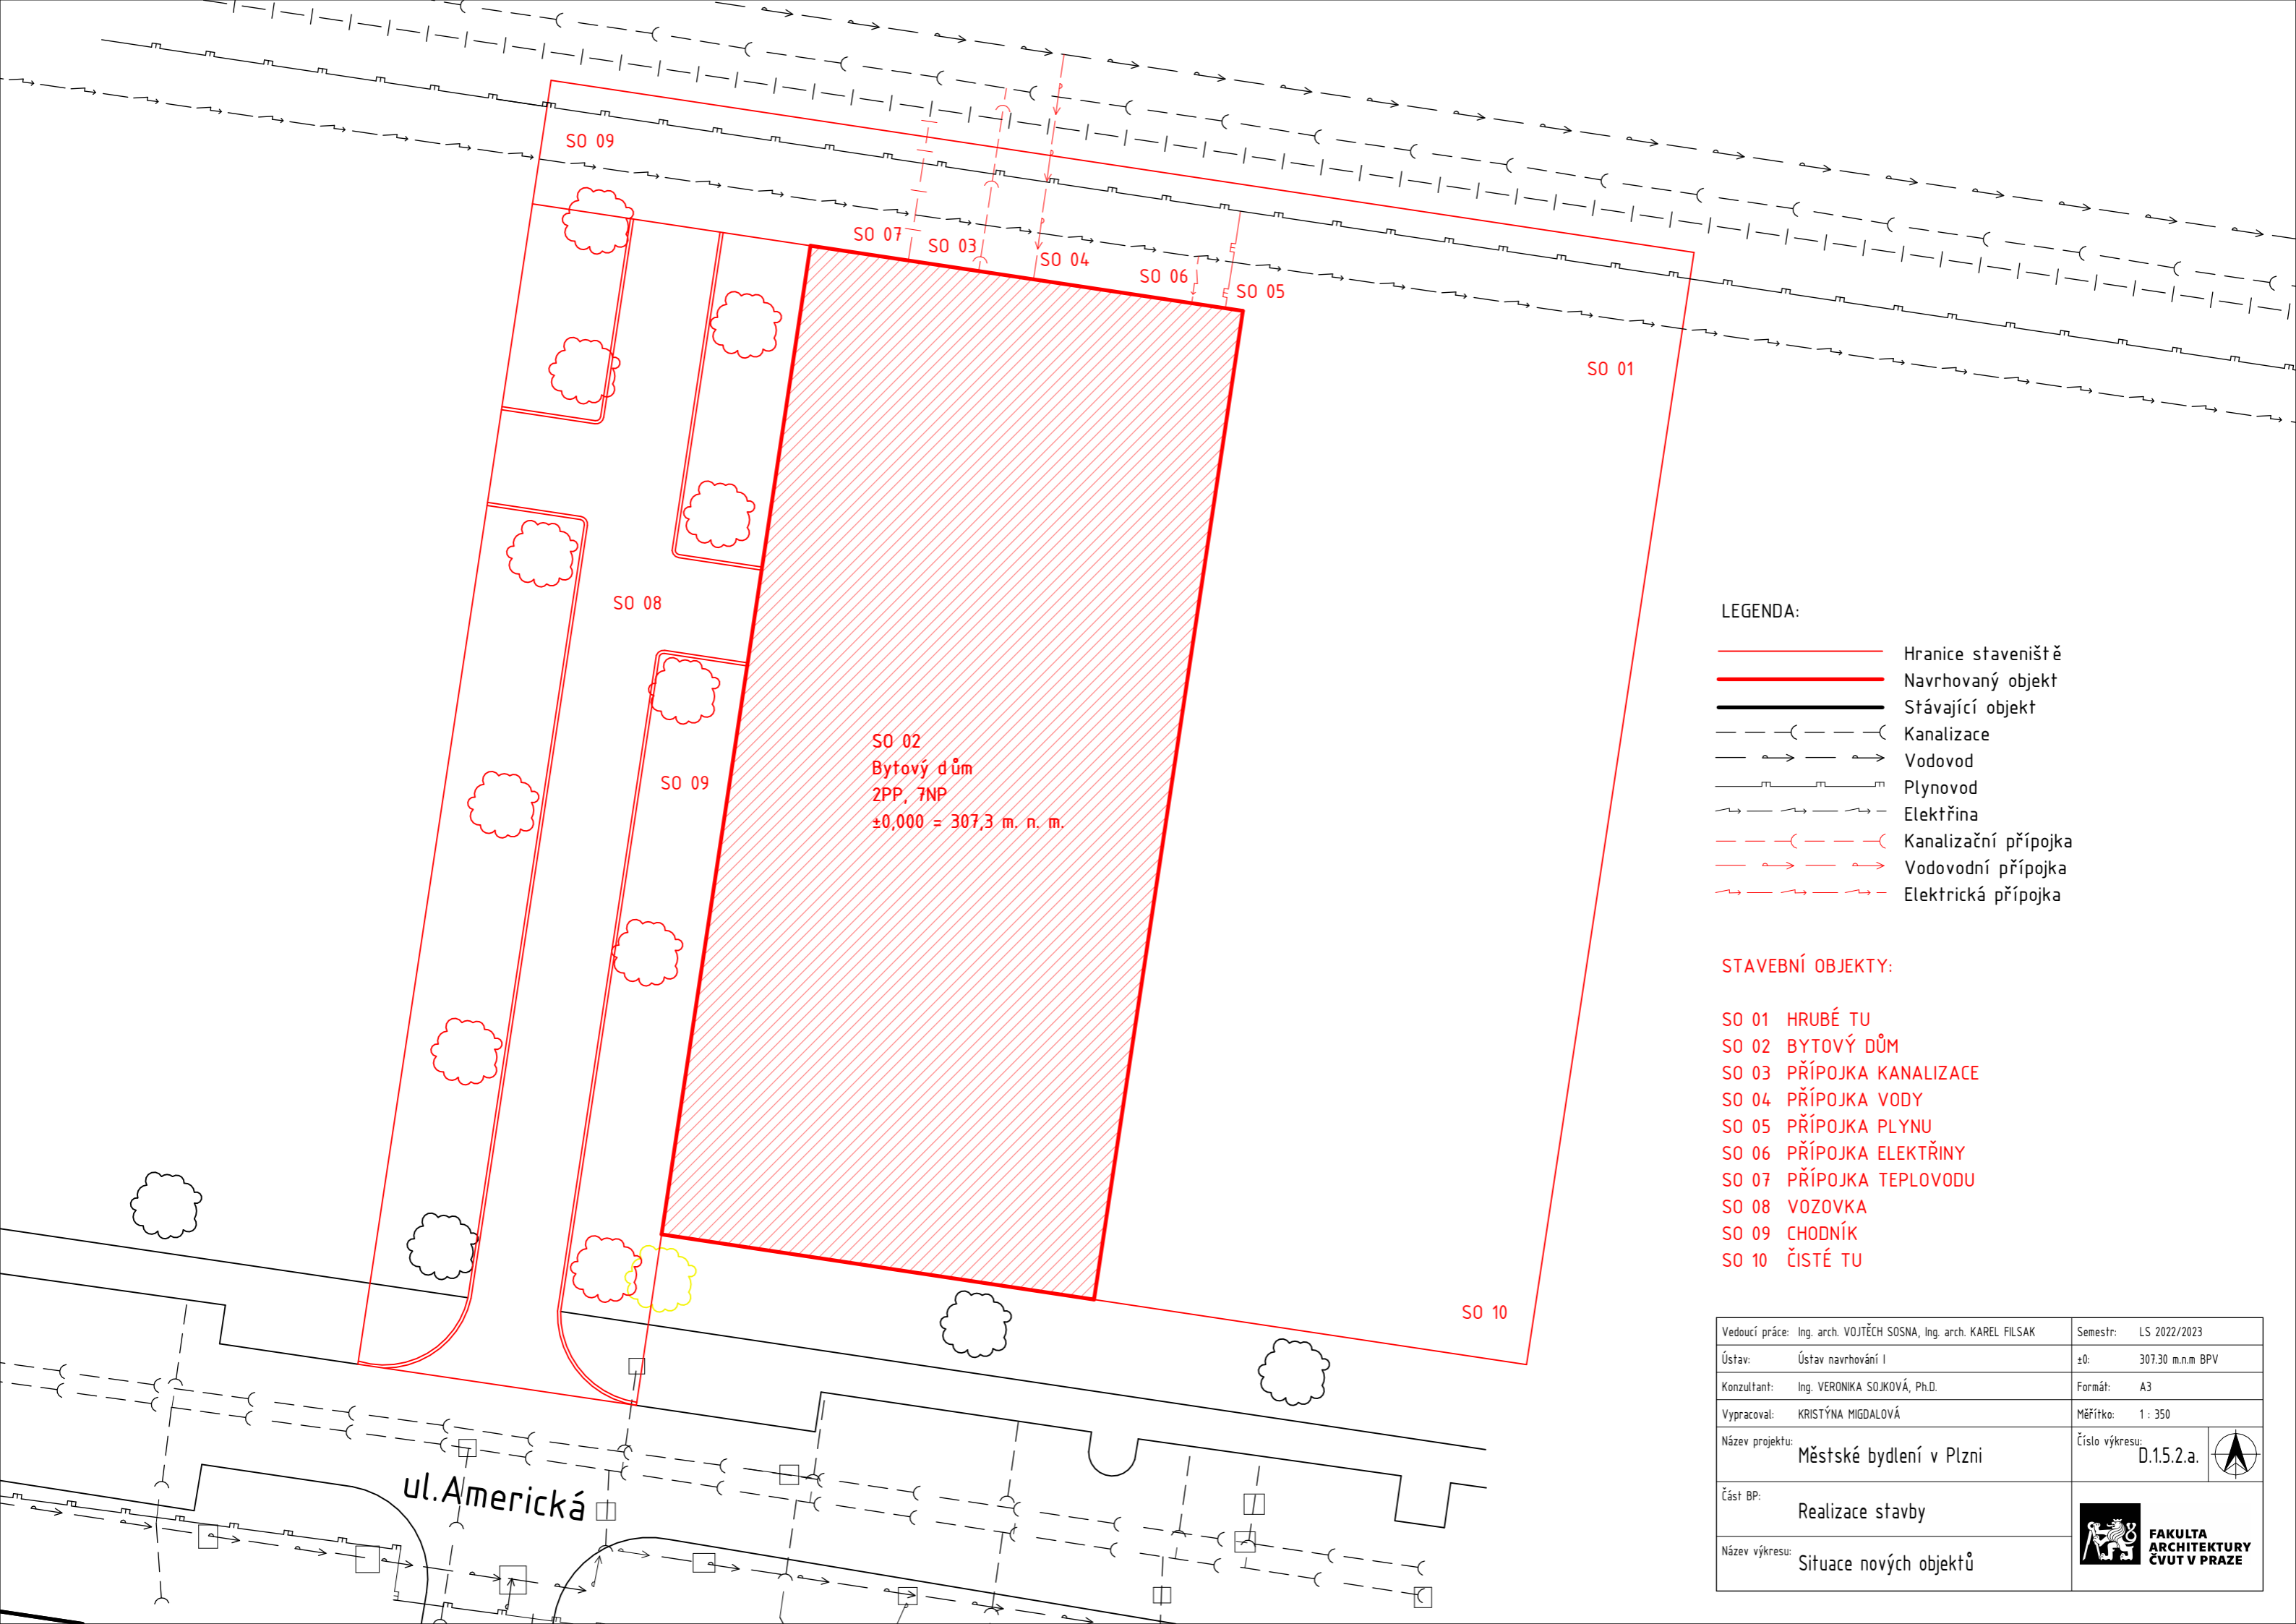 SO 09
SO 07
SO 03
SO 04
SO 06
SO 05
SO 01
SO 08
SO 02
Bytový dům
2PP, 7NP
±0,000 = 307,3 m. n. m.
SO 09
SO 10
ul.Americká
LEGENDA:
Hranice staveniště
Navrhovaný objekt
Stávající objekt
Kanalizace
Vodovod
Plynovod
Elektřina
Kanalizační přípojka
Vodovodní přípojka
Elektrická přípojka
STAVEBNÍ OBJEKTY:
SO 01 HRUBÉ TU
SO 02 BYTOVÝ DŮM
SO 03 PŘÍPOJKA KANALIZACE
SO 04 PŘÍPOJKA VODY
SO 05 PŘÍPOJKA PLYNU
SO 06 PŘÍPOJKA ELEKTŘINY
SO 07 PŘÍPOJKA TEPLOVODU
SO 08 VOZOVKA
SO 09 CHODNÍK
SO 10 ČISTÉ TU
Vedoucí práce: Ing. arch. VOJTĚCH SOSNA, Ing. arch. KAREL FILSAK
Semestr: LS 2022/2023
Ústav: Ústav navrhování I
±0: 307.30 m.n.m BPV
Konzultant: Ing. VERONIKA SOJKOVÁ, Ph.D.
Formát: A3
Vypracoval: KRISTÝNA MIGDALOVÁ
Měřítko: 1 : 350
Název projektu: Městské bydlení v Plzni
Číslo výkresu: D.1.5.2.a.
Část BP: Realizace stavby
Název výkresu: Situace nových objektů
FAKULTA
ARCHITEKTURY
ČVUT V PRAZE